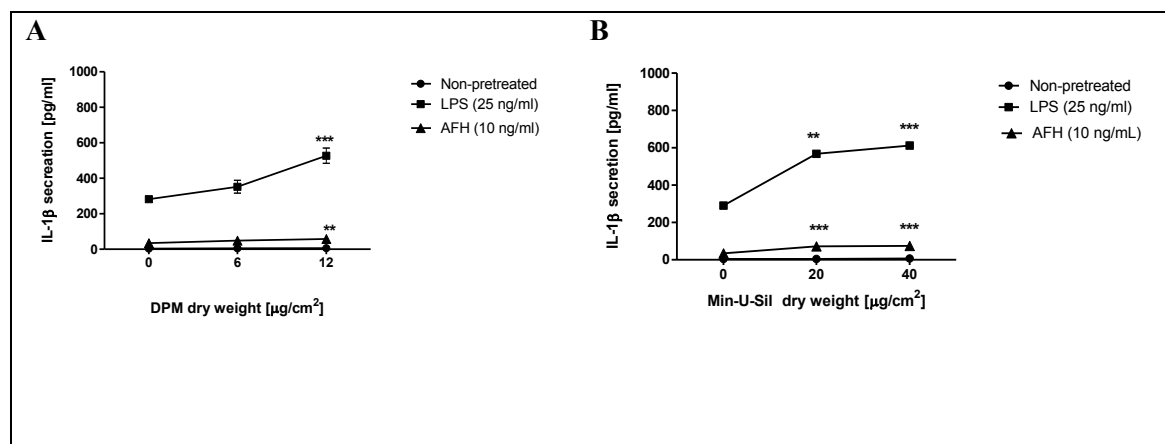 A
IL-1β secreation [pg/ml]
1000
800
600
400
200
0
***
**
0 6 12
DPM dry weight [µg/cm²]
Non-pretreated
LPS (25 ng/ml)
AFH (10 ng/ml)
B
IL-1β secretion [pg/ml]
1000
800
600
400
200
0
** ***
*** ***
0 20 40
Min-U-Sil dry weight [µg/cm²]
Non-pretreated
LPS (25 ng/ml)
AFH (10 ng/mL)